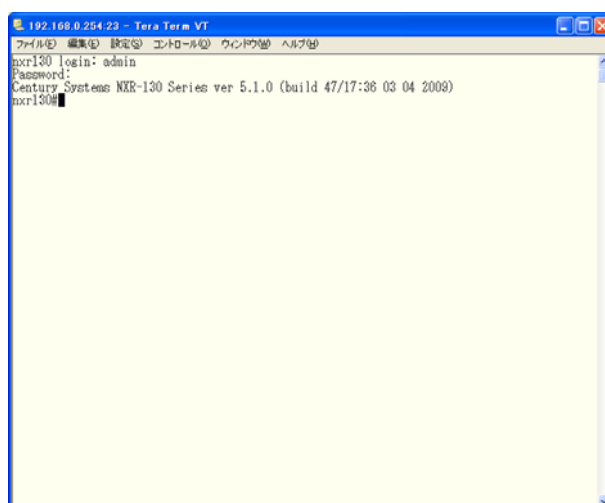 192.168.0.254:23 - Tera Term VT
ファイル(F) 編集(E) 設定(S) コントロール(O) ウィンドウ(W) ヘルプ(H)
nxr130 login: admin
Password:
Century Systems NXR-130 Series ver 5.1.0 (build 47/17:36 03 04 2009)
nxr130#